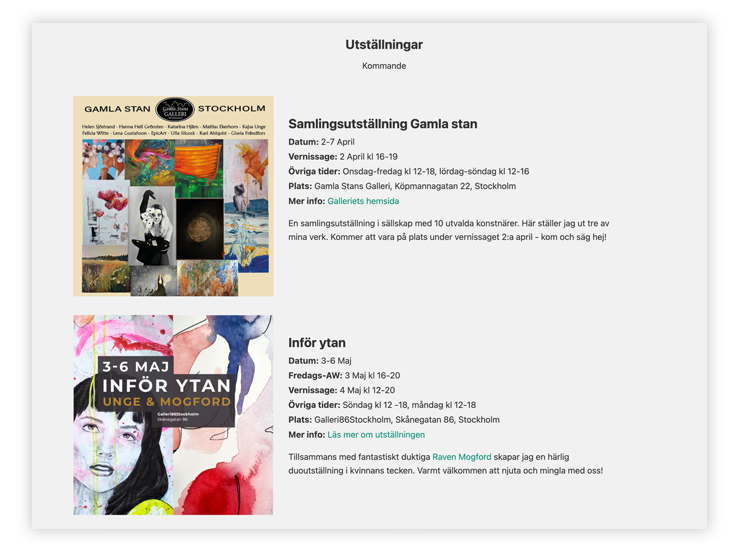 Utställningar
Kommande
GAMLA STAN
Gamla Stans
GALLERI
STOCKHOLM
Helen Sjöstrand - Hanna Hell Grönsten - Katarina Hjärn - Mattias Ekerhorn - Kajsa Unge
Felicia Witte - Lena Gustafsson - EpicArt - Ulla Skoock - Kari Ahlqvist - Gisela Frändfors
Samlingsutställning Gamla stan
Datum: 2-7 April
Vernissage: 2 April kl 16-19
Övriga tider: Onsdag-fredag kl 12-18, lördag-söndag kl 12-16
Plats: Gamla Stans Galleri, Köpmannagatan 22, Stockholm
Mer info: Galleriets hemsida
En samlingsutställning i sällskap med 10 utvalda konstnärer. Här ställer jag ut tre av
mina verk. Kommer att vara på plats under vernissaget 2:a april - kom och säg hej!
3-6 MAJ
INFÖR YTAN
UNGE & MOGFORD
Galleri86Stockholm
Skånegatan 86
Inför ytan
Datum: 3-6 Maj
Fredags-AW: 3 Maj kl 16-20
Vernissage: 4 Maj kl 12-20
Övriga tider: Söndag kl 12 -18, måndag kl 12-18
Plats: Galleri86Stockholm, Skånegatan 86, Stockholm
Mer info: Läs mer om utställningen
Tillsammans med fantastiskt duktiga Raven Mogford skapar jag en härlig
duoutställning i kvinnans tecken. Varmt välkommen att njuta och mingla med oss!